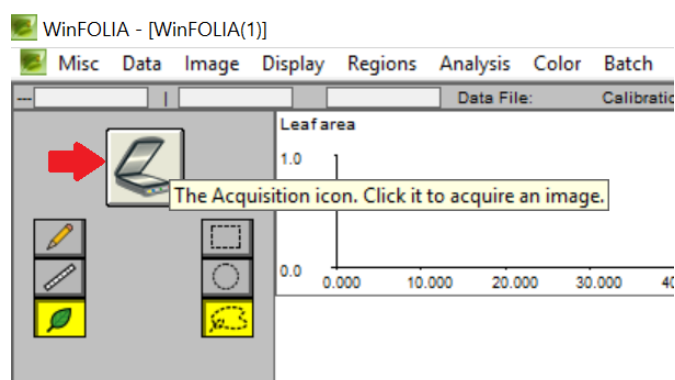 WinFOLIA - [WinFOLIA(1)]
Misc Data Image Display Regions Analysis Color Batch
--- | Data File: Calibratio
Leaf area
1.0
The Acquisition icon. Click it to acquire an image.
0.0
0.000 10.000 20.000 30.000 40